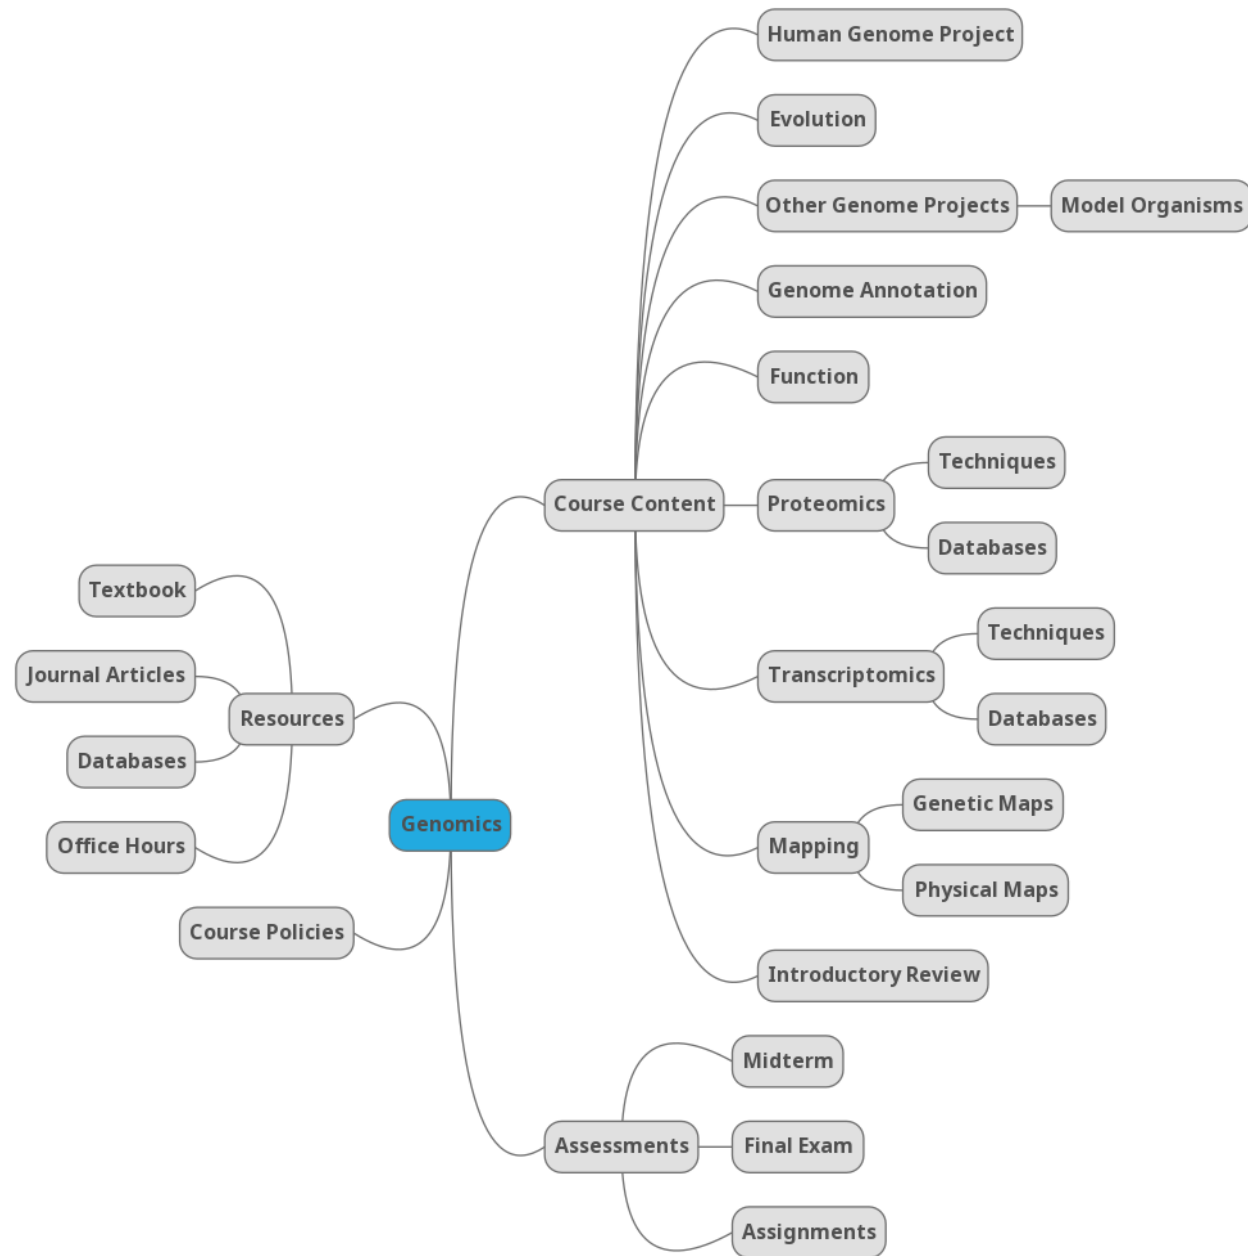 Human Genome Project
Evolution
Other Genome Projects
Model Organisms
Genome Annotation
Function
Course Content
Proteomics
Techniques
Databases
Transcriptomics
Techniques
Databases
Mapping
Genetic Maps
Physical Maps
Introductory Review
Textbook
Journal Articles
Resources
Databases
Office Hours
Genomics
Course Policies
Assessments
Midterm
Final Exam
Assignments